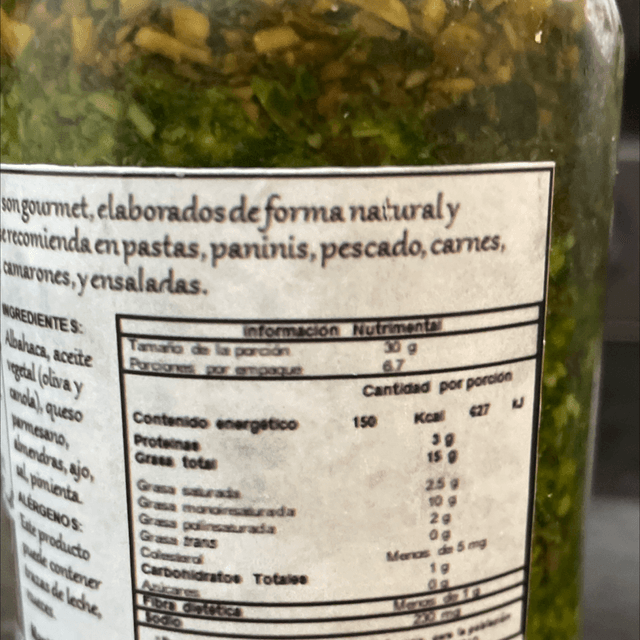 son gourmet, elaborados de forma natural y
recomienda en pastas, paninis, pescado, carnes,
camarones, y ensaladas.
INGREDIENTES:
Albahaca, aceite
vegetal (oliva y
canola), queso
parmesano,
almendras, ajo,
sal, pimienta.
ALÉRGENOS:
Este producto
puede contener
trazas de leche,
Información Nutrimental
Tamaño de la porción 30 g
Porciones por empaque 6.7
Cantidad por porción
Contenido energético 150 Kcal 627 KJ
Proteínas 3 g
Grasa total 15 g
Grasa saturada 2.5 g
Grasa monoinsaturada 10 g
Grasa poliinsaturada 2 g
Grasa trans 0 g
Colesterol Menos de 5 mg
Carbohidratos Totales 1 g
Azúcares 0 g
Fibra dietética Menos de 1 g
Sodio 230 mg